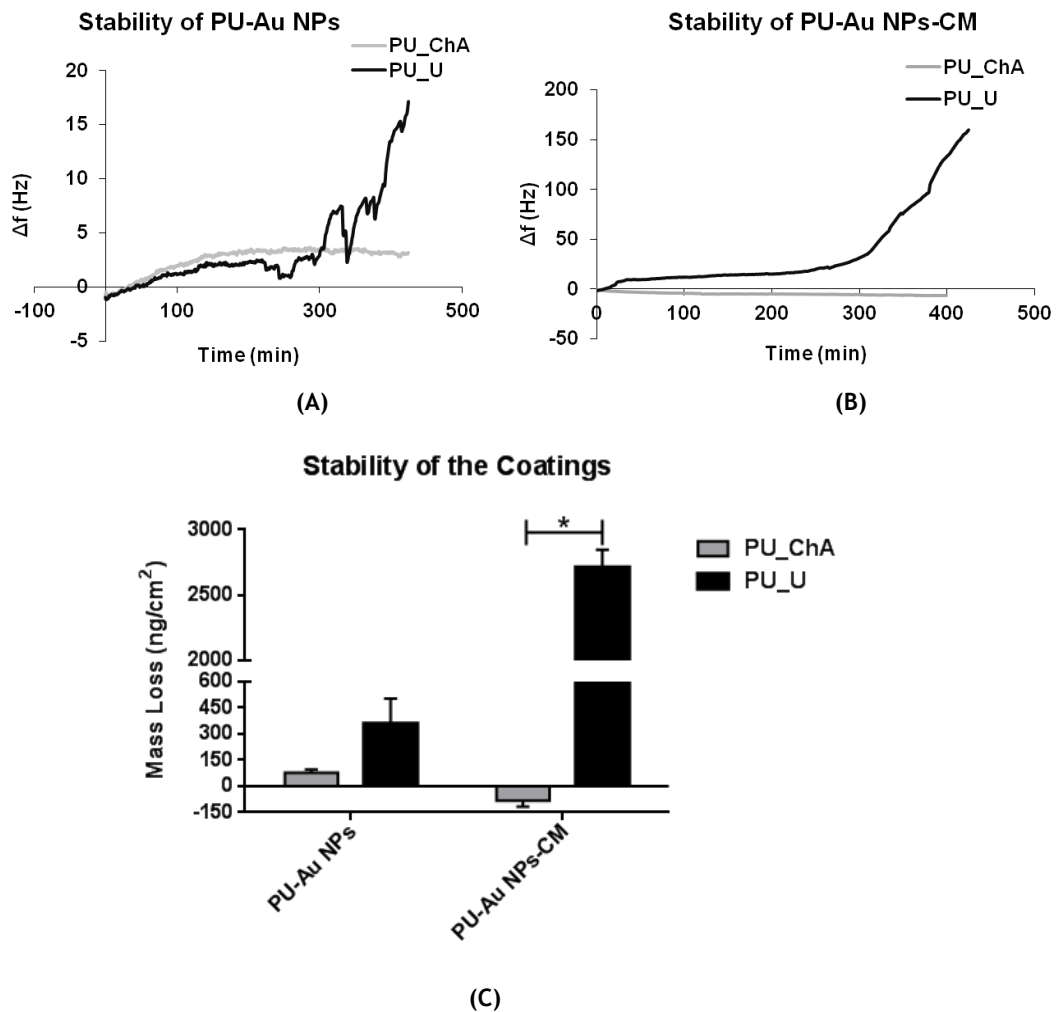 Stability of PU-Au NPs
PU_ChA
PU_U
20
15
10
5
0
-5
-100
100
300
500
Δf (Hz)
Time (min)
(A)
Stability of PU-Au NPs-CM
PU_ChA
PU_U
200
150
100
50
0
-50
0
100
200
300
400
500
Δf (Hz)
Time (min)
(B)
Stability of the Coatings
3000
2500
2000
600
450
300
150
0
-150
Mass Loss (ng/cm²)
*
PU_ChA
PU_U
PU-Au NPs
PU-Au NPs-CM
(C)